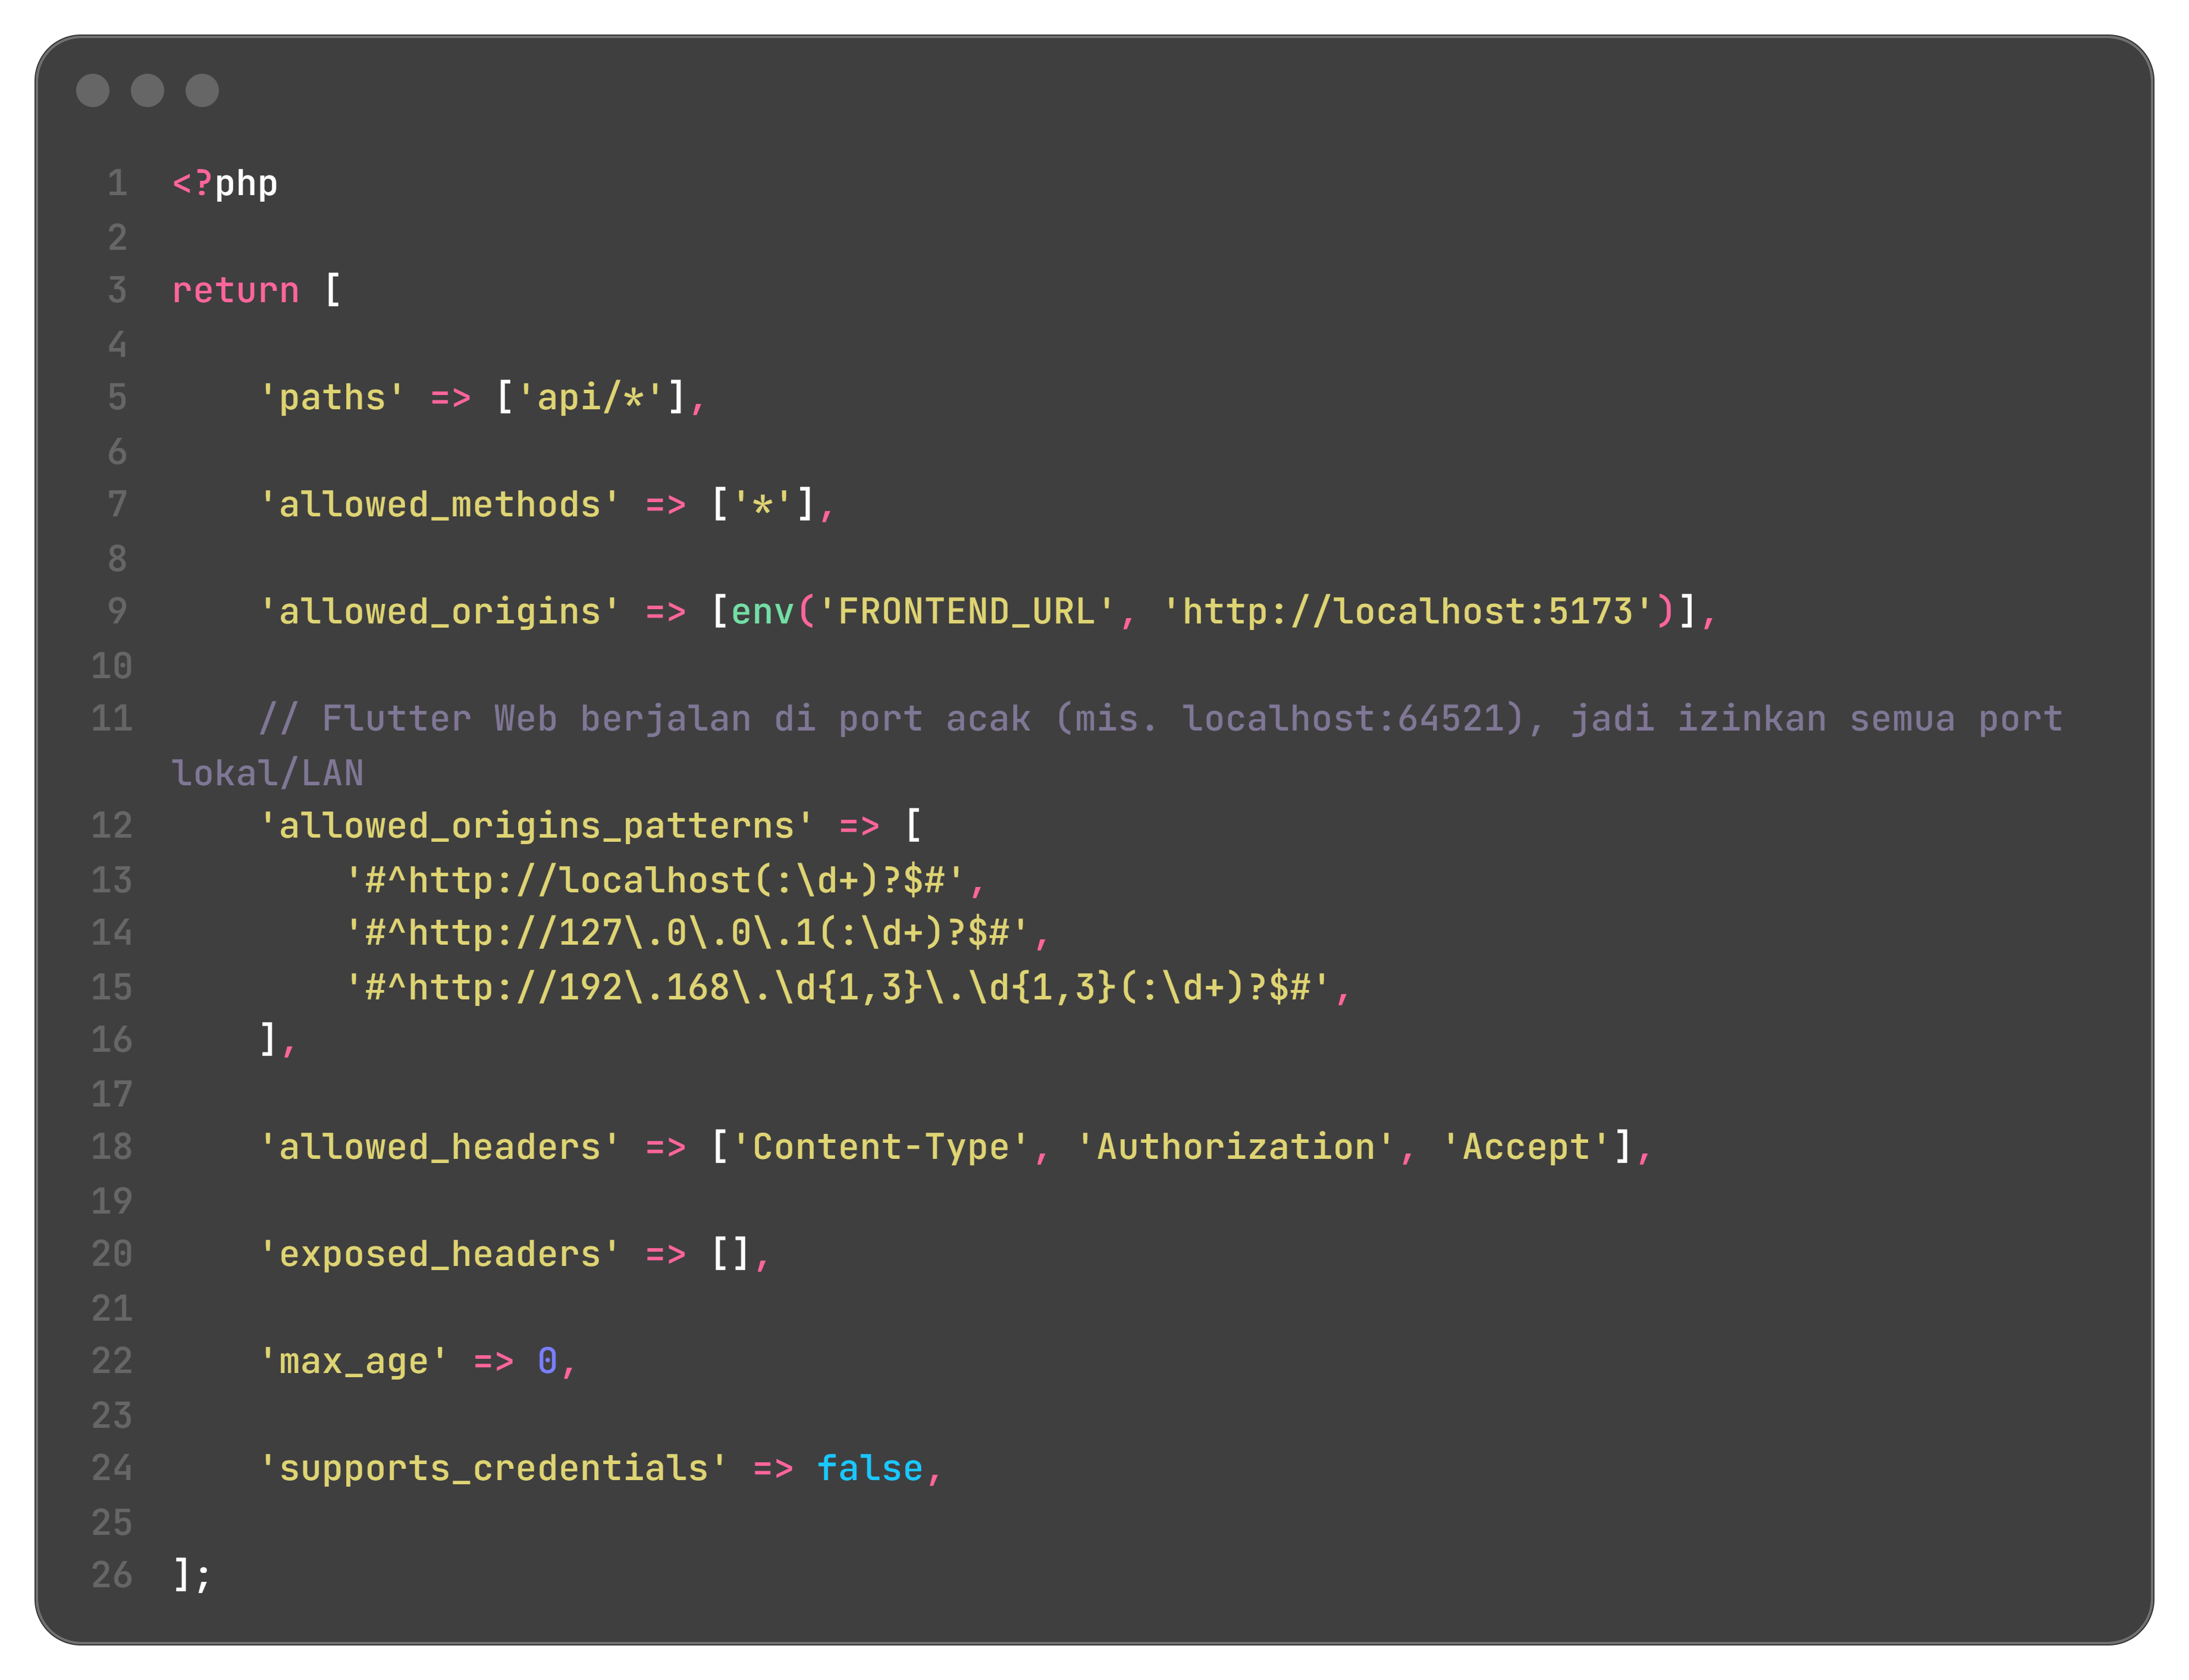 1 <?php
2
3 return [
4
5     'paths' => ['api/*'],
6
7     'allowed_methods' => ['*'],
8
9     'allowed_origins' => [env('FRONTEND_URL', 'http://localhost:5173')],
10
11     // Flutter Web berjalan di port acak (mis. localhost:64521), jadi izinkan semua port
lokal/LAN
12     'allowed_origins_patterns' => [
13         '#^http://localhost(:\d+)?$#',
14         '#^http://127\.0\.0\.1(:\d+)?$#',
15         '#^http://192\.168\.\d{1,3}\.\d{1,3}(:\d+)?$#',
16     ],
17
18     'allowed_headers' => ['Content-Type', 'Authorization', 'Accept'],
19
20     'exposed_headers' => [],
21
22     'max_age' => 0,
23
24     'supports_credentials' => false,
25
26 ];